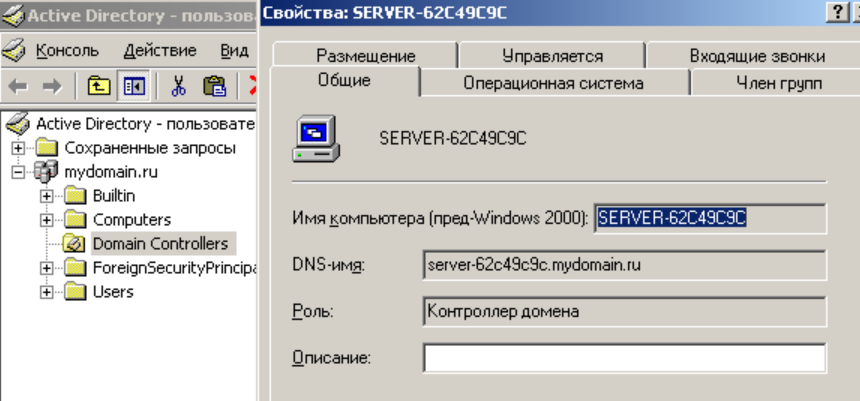 Active Directory - пользов
Консоль Действие Вид
Active Directory - пользовате
Сохраненные запросы
mydomain.ru
Builtin
Computers
Domain Controllers
ForeignSecurityPrincipa
Users
Свойства: SERVER-62C49C9C
Размещение Управляется Входящие звонки
Общие Операционная система Член групп
SERVER-62C49C9C
Имя компьютера (пред-Windows 2000): SERVER-62C49C9C
DNS-имя: server-62c49c9c.mydomain.ru
Роль: Контроллер домена
Описание: